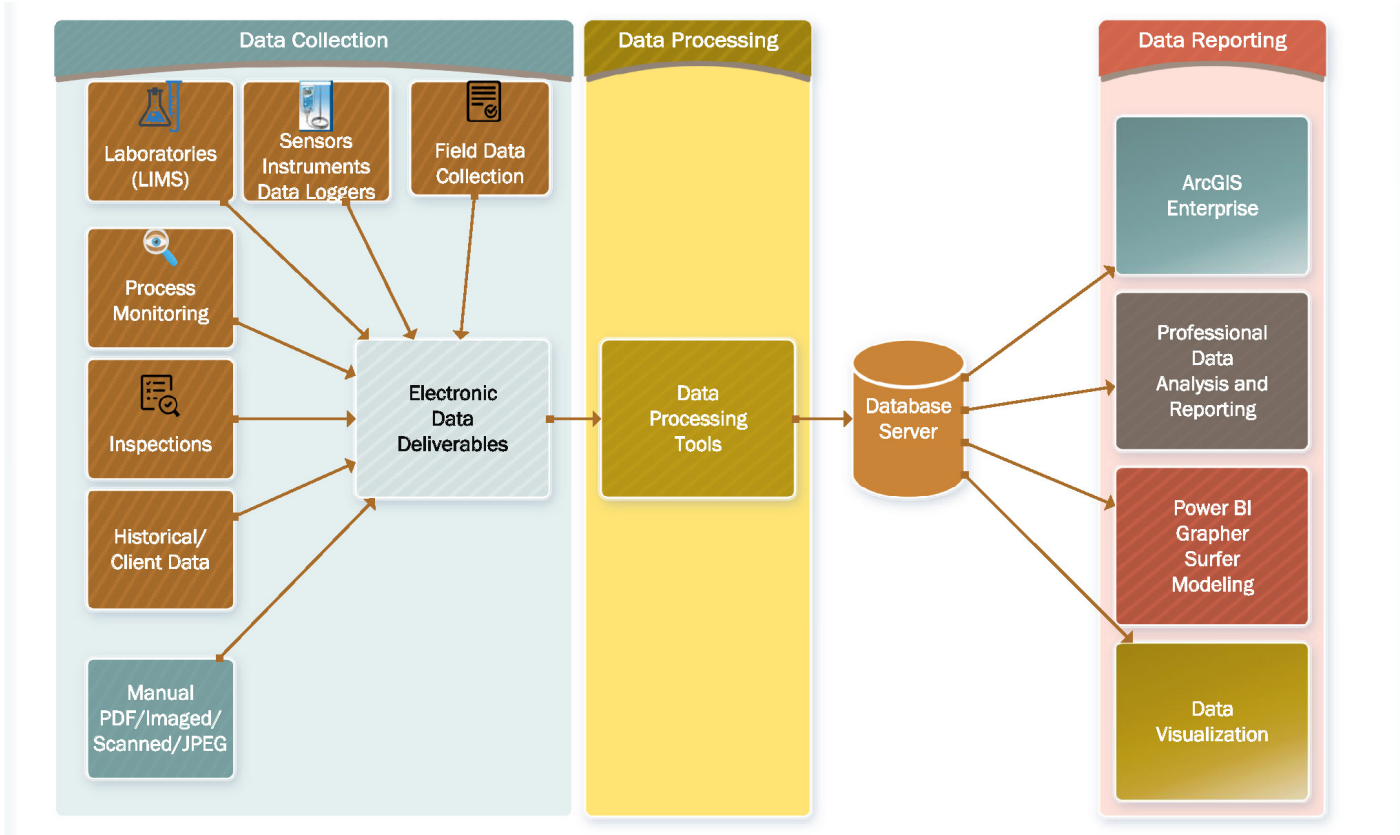 Data Collection
Data Processing
Data Reporting
Laboratories
(LIMS)
Sensors
Instruments
Data Loggers
Field Data
Collection
Process
Monitoring
Inspections
Historical/
Client Data
Manual
PDF/Imaged/
Scanned/JPEG
Electronic
Data
Deliverables
Data
Processing
Tools
Database
Server
ArcGIS
Enterprise
Professional
Data
Analysis and
Reporting
Power BI
Grapher
Surfer
Modeling
Data
Visualization